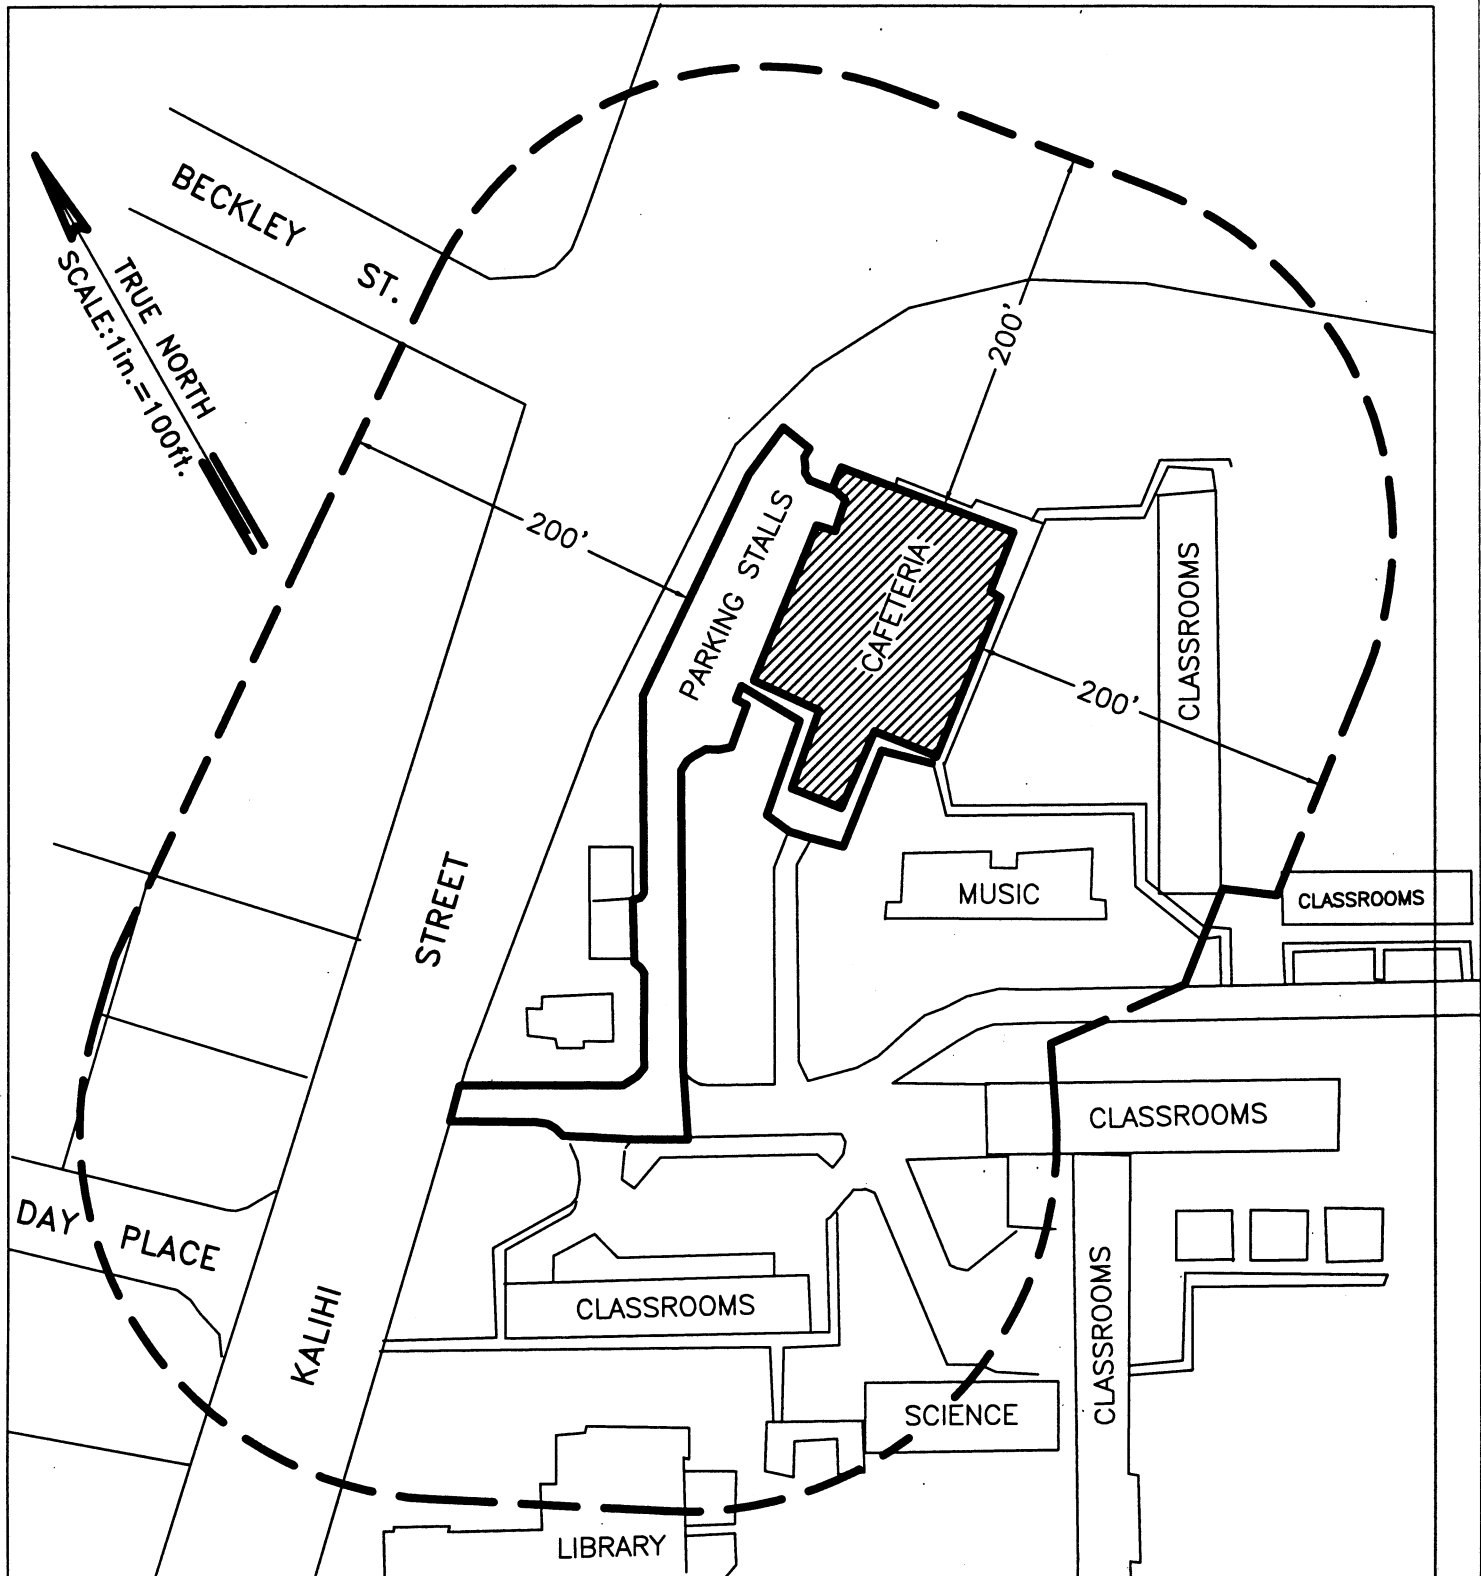 BECKLEY ST.
TRUE NORTH
SCALE:1in.=100ft.
200'
200'
PARKING STALLS
CAFETERIA
CLASSROOMS
200'
STREET
MUSIC
CLASSROOMS
CLASSROOMS
DAY PLACE
KALIHI
CLASSROOMS
CLASSROOMS
SCIENCE
LIBRARY